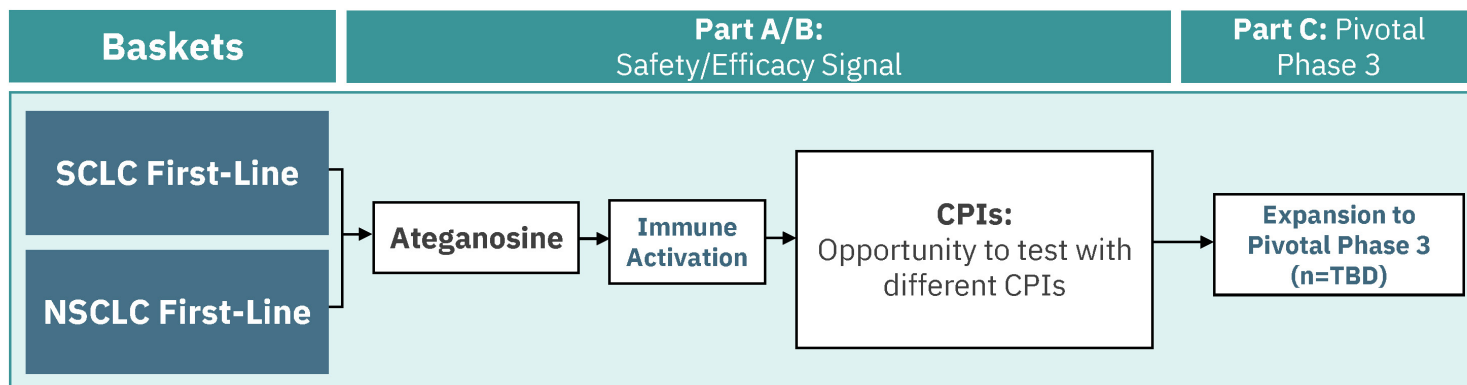 Baskets
Part A/B:
Safety/Efficacy Signal
Part C: Pivotal
Phase 3
SCLC First-Line
NSCLC First-Line
Ateganosine
Immune
Activation
CPIs:
Opportunity to test with
different CPIs
Expansion to
Pivotal Phase 3
(n=TBD)